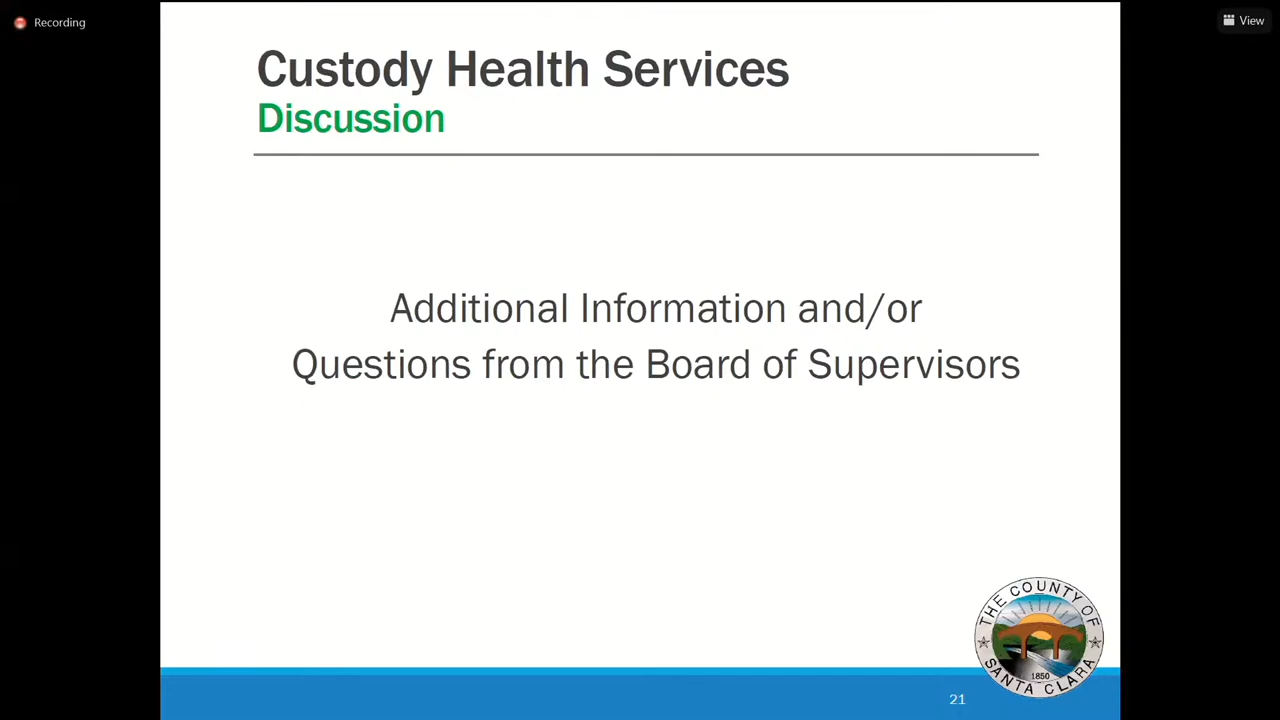 Recording
View
Custody Health Services
Discussion
Additional Information and/or
Questions from the Board of Supervisors
THE COUNTY OF
SANTA CLARA
1850
21